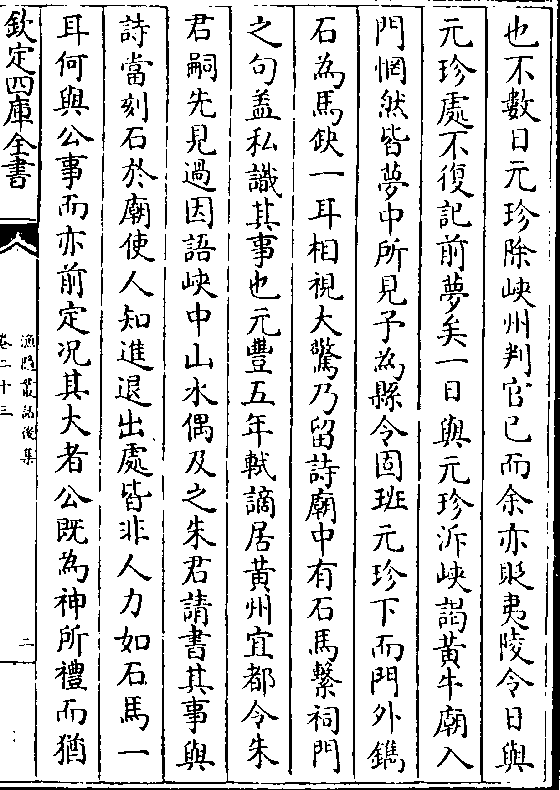 也不數日元珍除峽州判官已而余亦貶夷陵令日與
元珍處不復記前夢矣一日與元珍泝峽謁黃牛廟入
門惘然皆夢中所見予為縣令固班元珍下而門外鐫
石為馬缺一耳相視大驚乃留詩廟中有石馬繫祠門
之句盖私識其事也元豐五年軾謫居黃州宜都令朱
君嗣先見過因語峽中山水偶及之朱君請書其事與
詩當刻石於廟使人知進退出處皆非人力如石馬一
耳何與公事而亦前定况其大者公既為神所禮而猶
欽定四庫全書
漁隱叢話後集
卷二十三
二